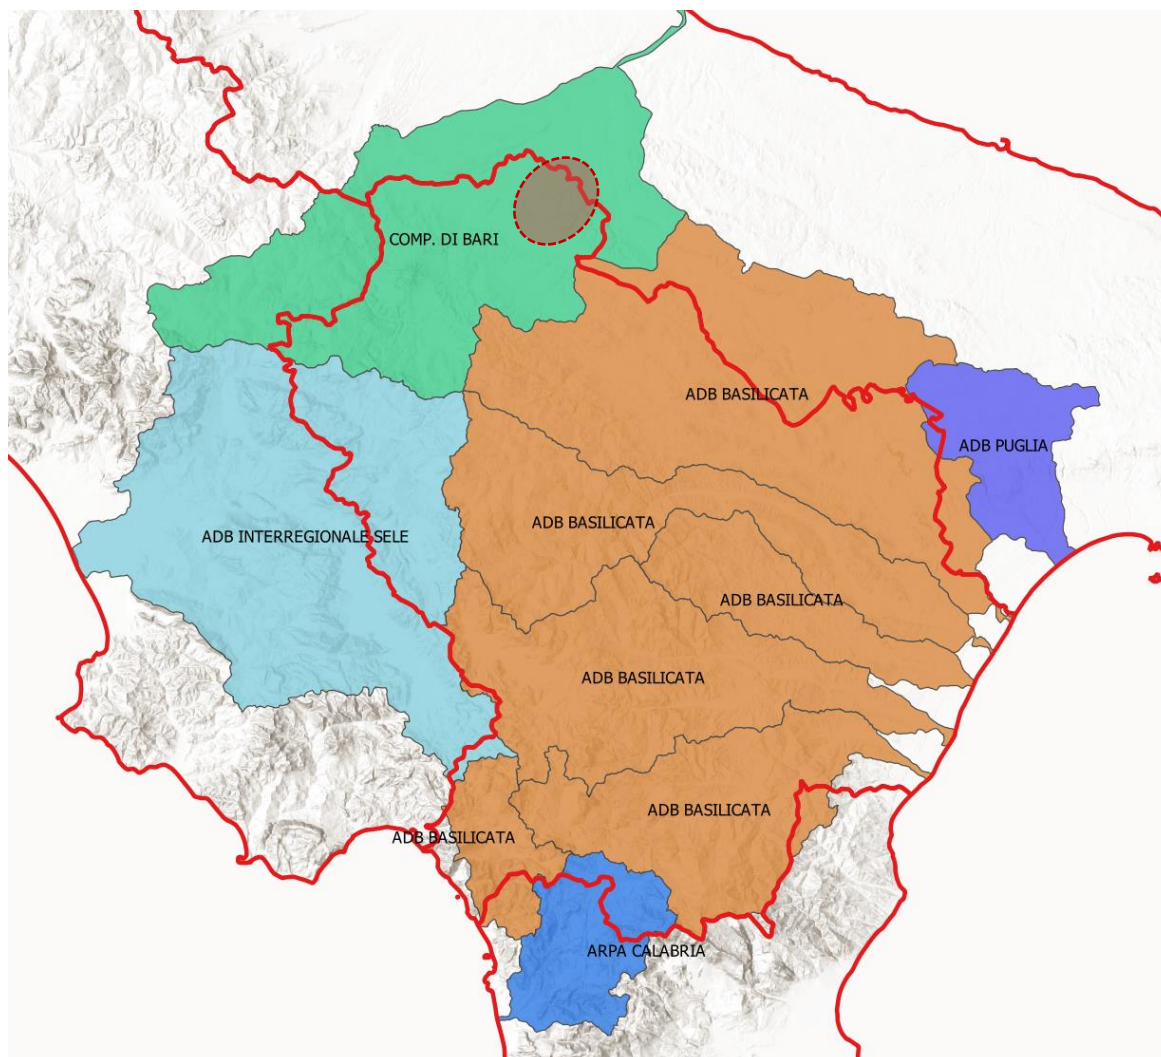 COMP. DI BARI
ADB BASILICATA
ADB PUGLIA
ADB BASILICATA
ADB INTERREGIONALE SELE
ADB BASILICATA
ADB BASILICATA
ADB BASILICATA
ADB BASILICATA
ARPA CALABRIA